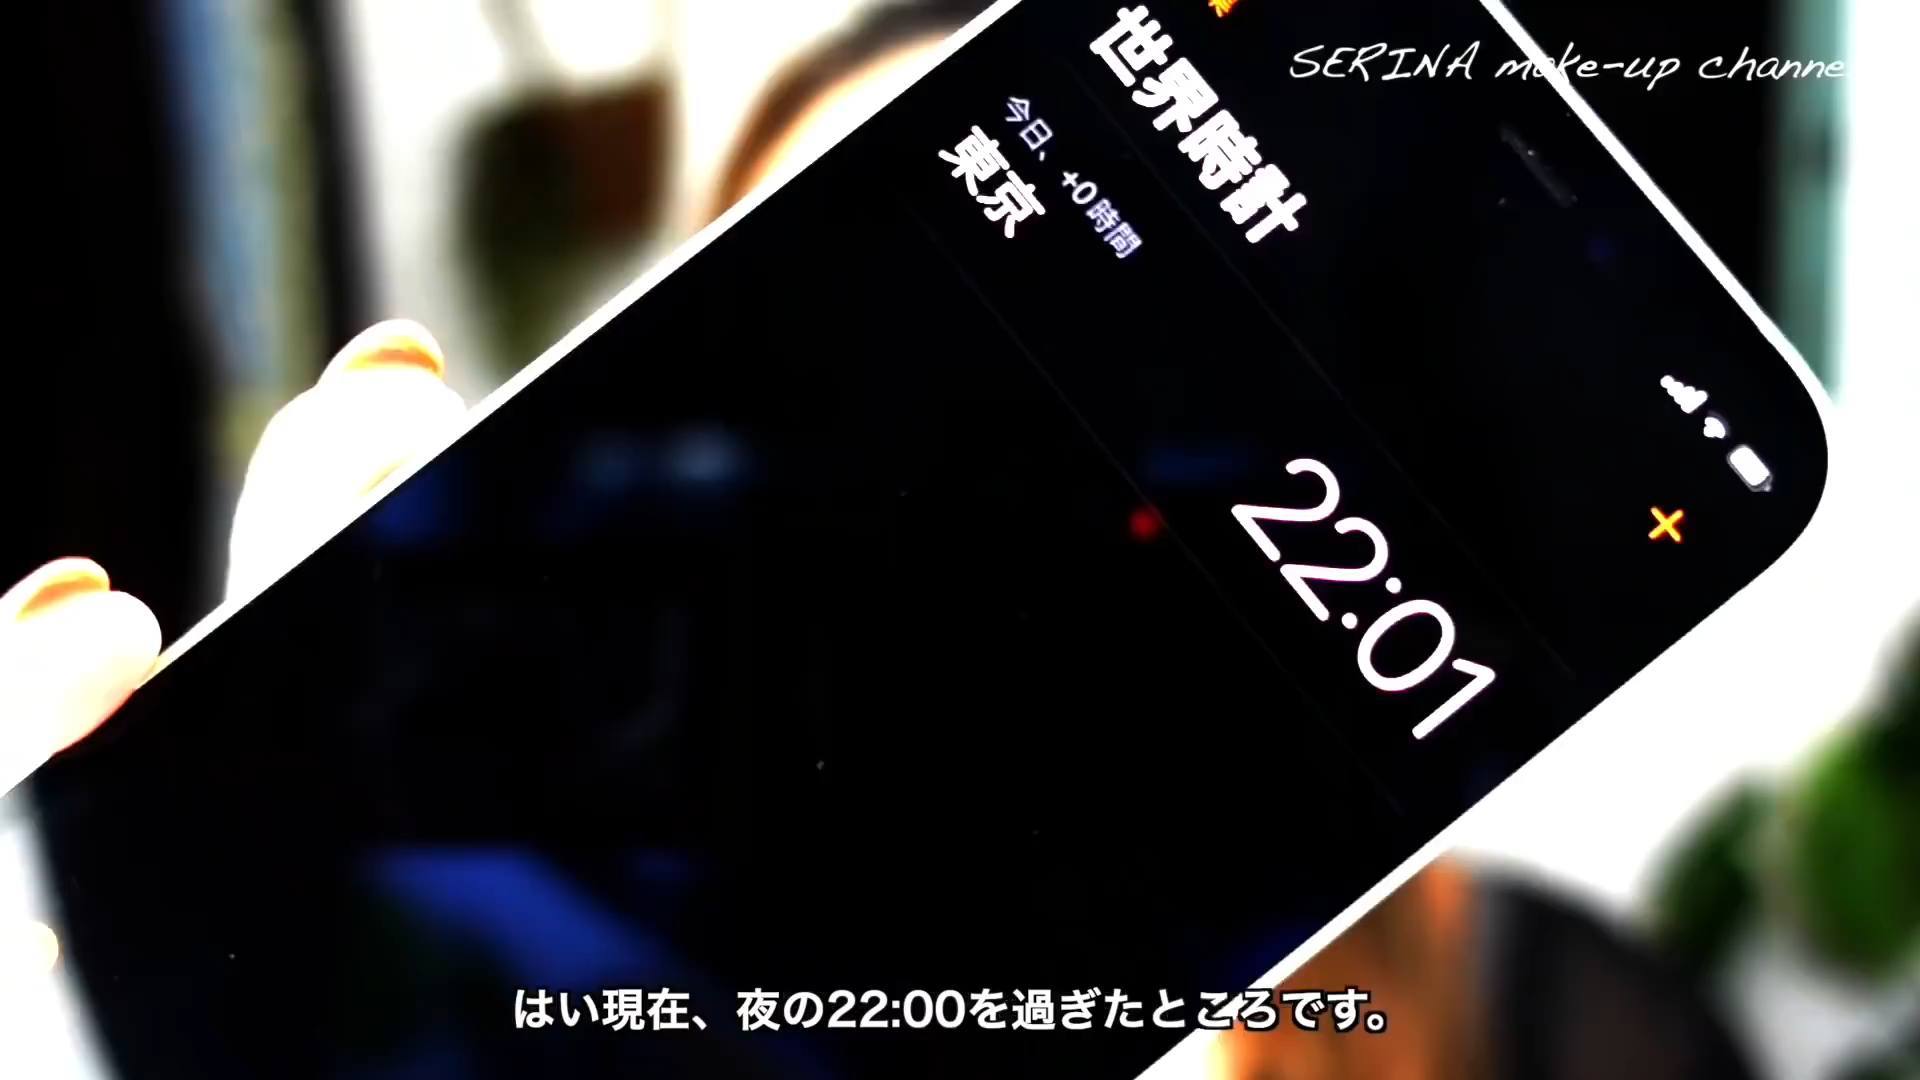 SERINA make-up channe
世界時計
今日、+0時間
東京
22:01
はい現在、夜の22:00を過ぎたところです。